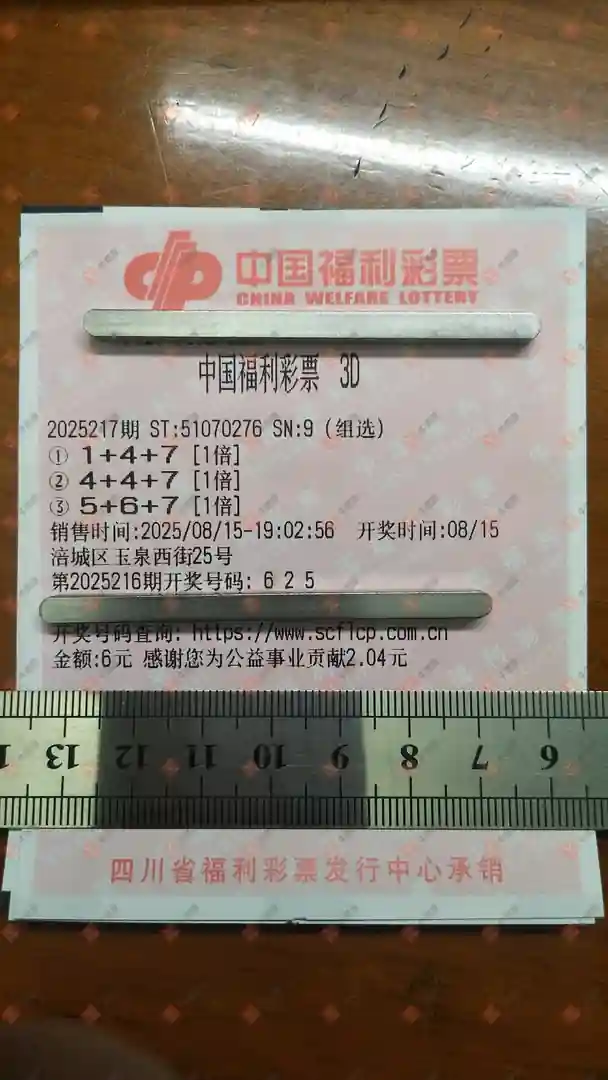 中国福利彩票
CHINA WELFARE LOTTERY
中国福利彩票 3D
2025217期 ST:51070276 SN:9 (组选)
① 1+4+7 [1倍]
② 4+4+7 [1倍]
③ 5+6+7 [1倍]
销售时间:2025/08/15-19:02:56 开奖时间:08/15
涪城区玉泉西街25号
第2025216期开奖号码: 6 2 5
开奖号码查询: https://www.scflcp.com.cn
金额:6元 感谢您为公益事业贡献2.04元
13 12 11 10 9 8 7 6
四川省福利彩票发行中心承销